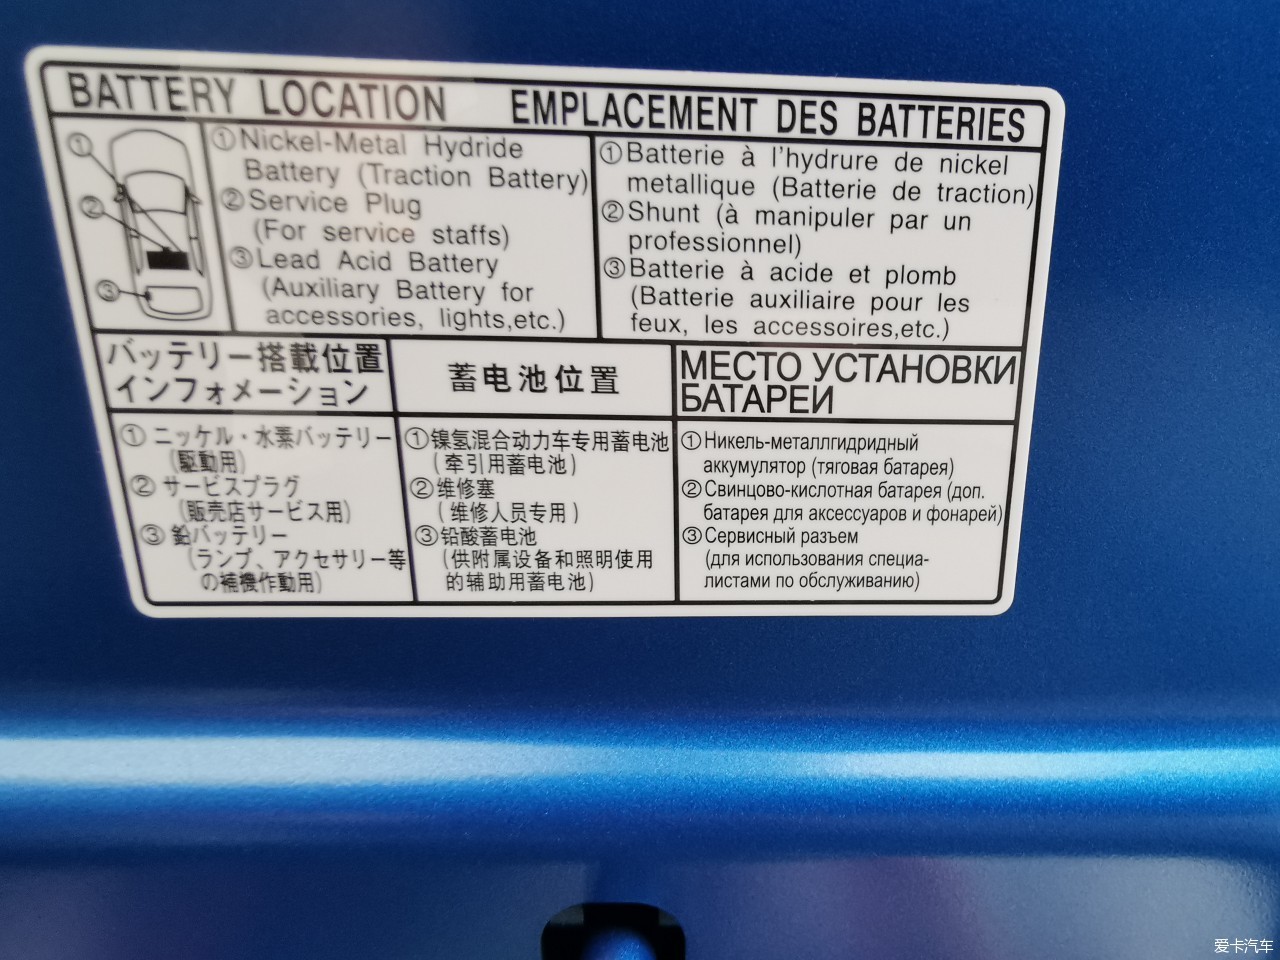 BATTERY LOCATION EMPLACEMENT DES BATTERIES
①
②
③
①Nickel-Metal Hydride
Battery (Traction Battery)
②Service Plug
(For service staffs)
③Lead Acid Battery
(Auxiliary Battery for
accessories, lights,etc.)
①Batterie à l'hydrure de nickel
metallique (Batterie de traction)
②Shunt (à manipuler par un
professionnel)
③Batterie à acide et plomb
(Batterie auxiliaire pour les
feux, les accessoires,etc.)
バッテリー搭載位置
インフォメーション
①ニッケル・水素バッテリー
(駆動用)
②サービスプラグ
(販売店サービス用)
③鉛バッテリー
(ランプ、アクセサリー等
の補機作動用)
蓄电池位置
①镍氢混合动力车专用蓄电池
(牵引用蓄电池)
②维修塞
(维修人员专用)
③铅酸蓄电池
(供附属设备和照明使用
的辅助用蓄电池)
МЕСТО УСТАНОВКИ
БАТАРЕИ
①Никель-металлгидридный
аккумулятор (тяговая батарея)
②Свинцово-кислотная батарея (доп.
батарея для аксессуаров и фонарей)
③Сервисный разъем
(для использования специа-
листами по обслуживанию)
爱卡汽车